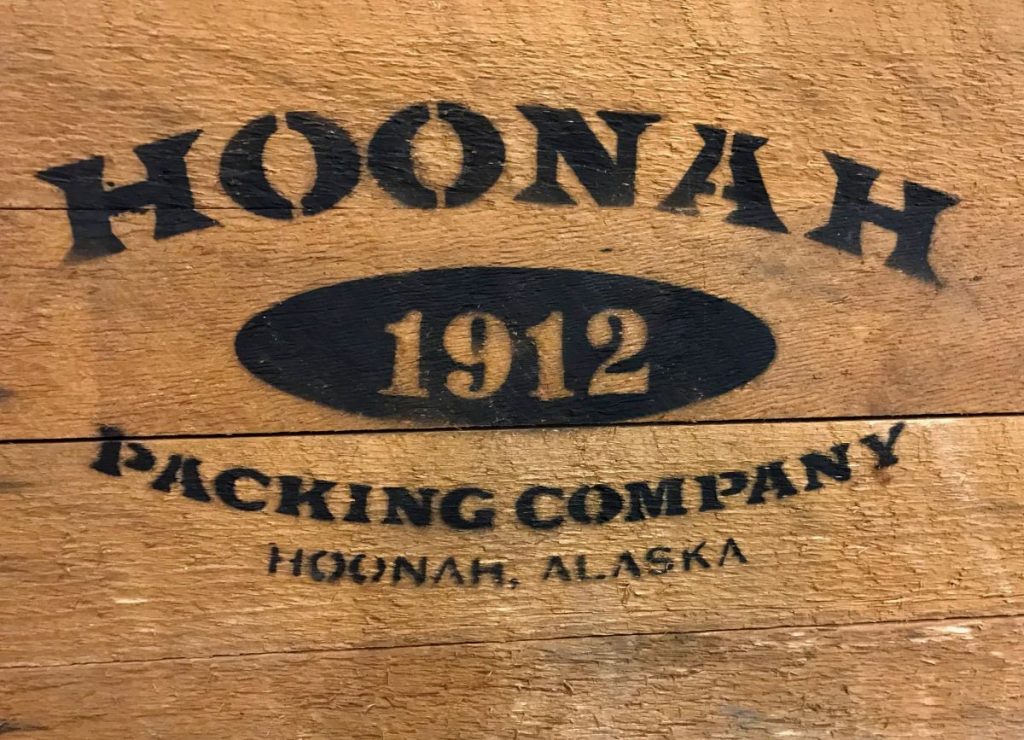 HOONAH
1912
PACKING COMPANY
HOONAH, ALASKA